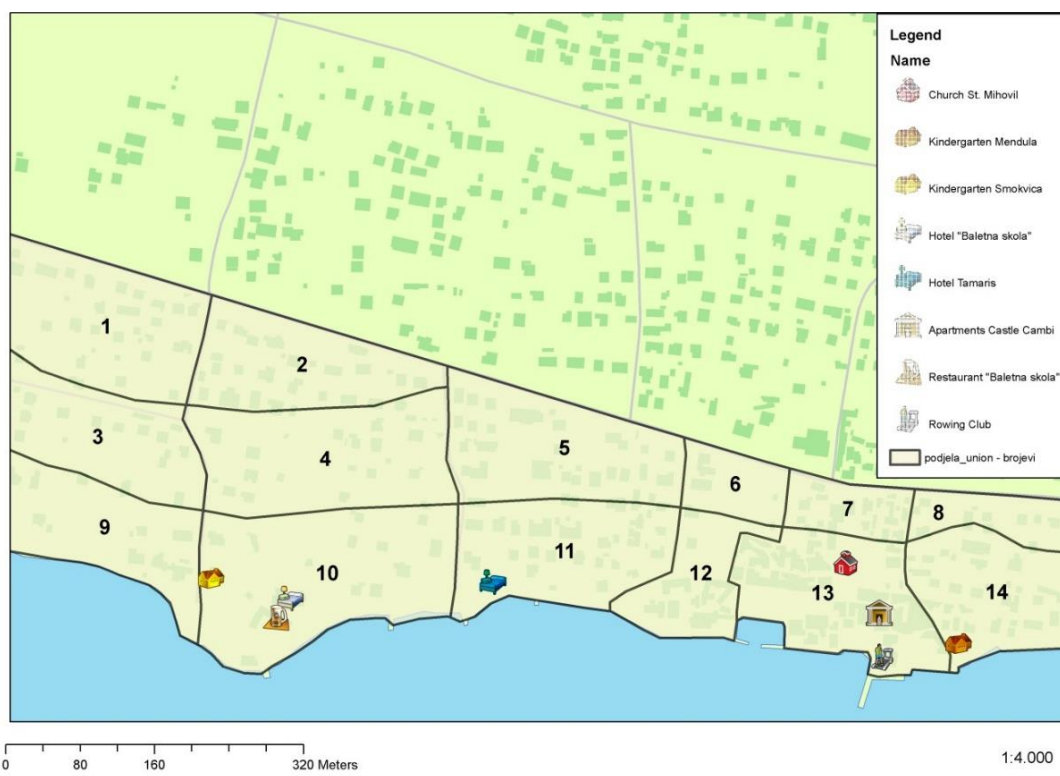 Legend
Name
Church St. Mihovil
Kindergarten Mendula
Kindergarten Smokvica
Hotel "Baletna skola"
Hotel Tamaris
Apartments Castle Cambi
Restaurant "Baletna skola"
Rowing Club
podjela_union - brojevi
1
2
3
4
5
6
7
8
9
10
11
12
13
14
0 80 160 320 Meters
1:4.000